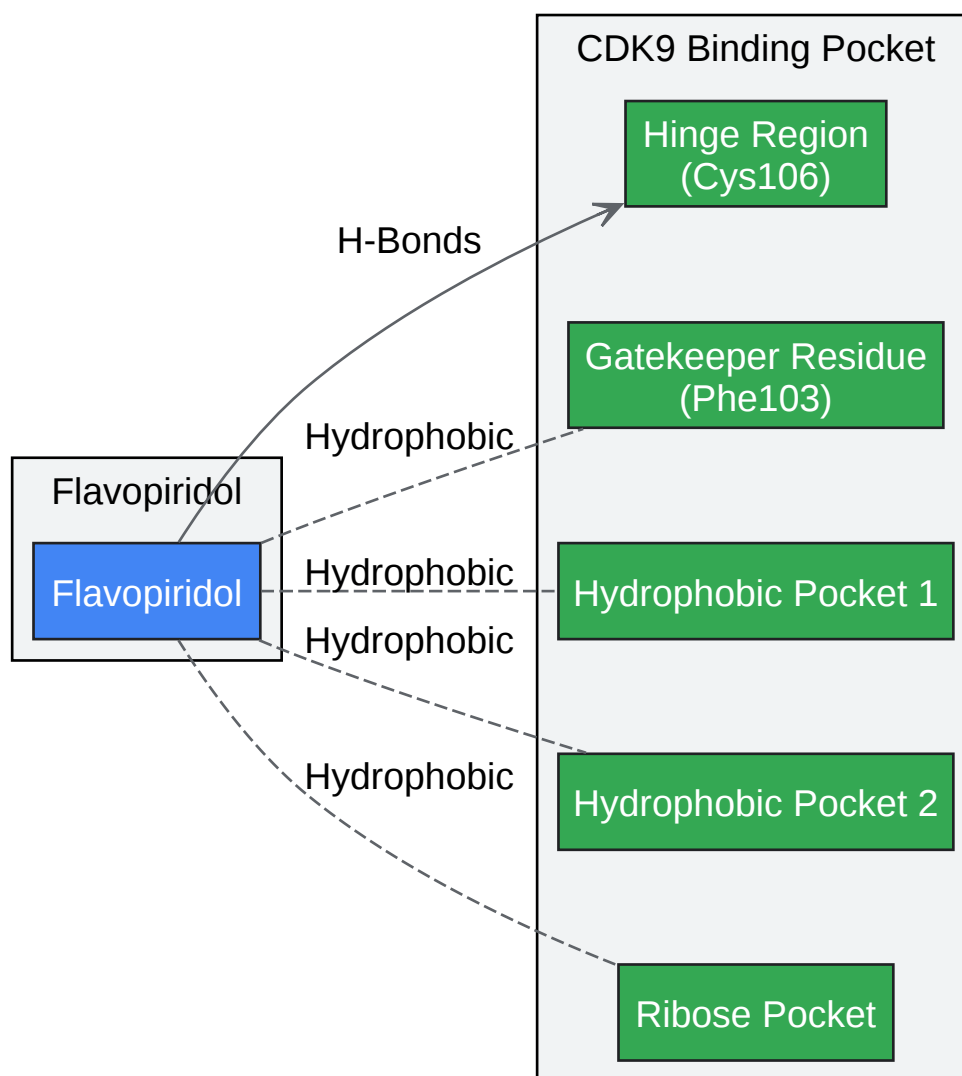 CDK9 Binding Pocket
Hinge Region
(Cys106)
H-Bonds
Gatekeeper Residue
(Phe103)
Hydrophobic
Flavopiridol
Flavopiridol
Hydrophobic
Hydrophobic Pocket 1
Hydrophobic
Hydrophobic Pocket 2
Hydrophobic
Ribose Pocket